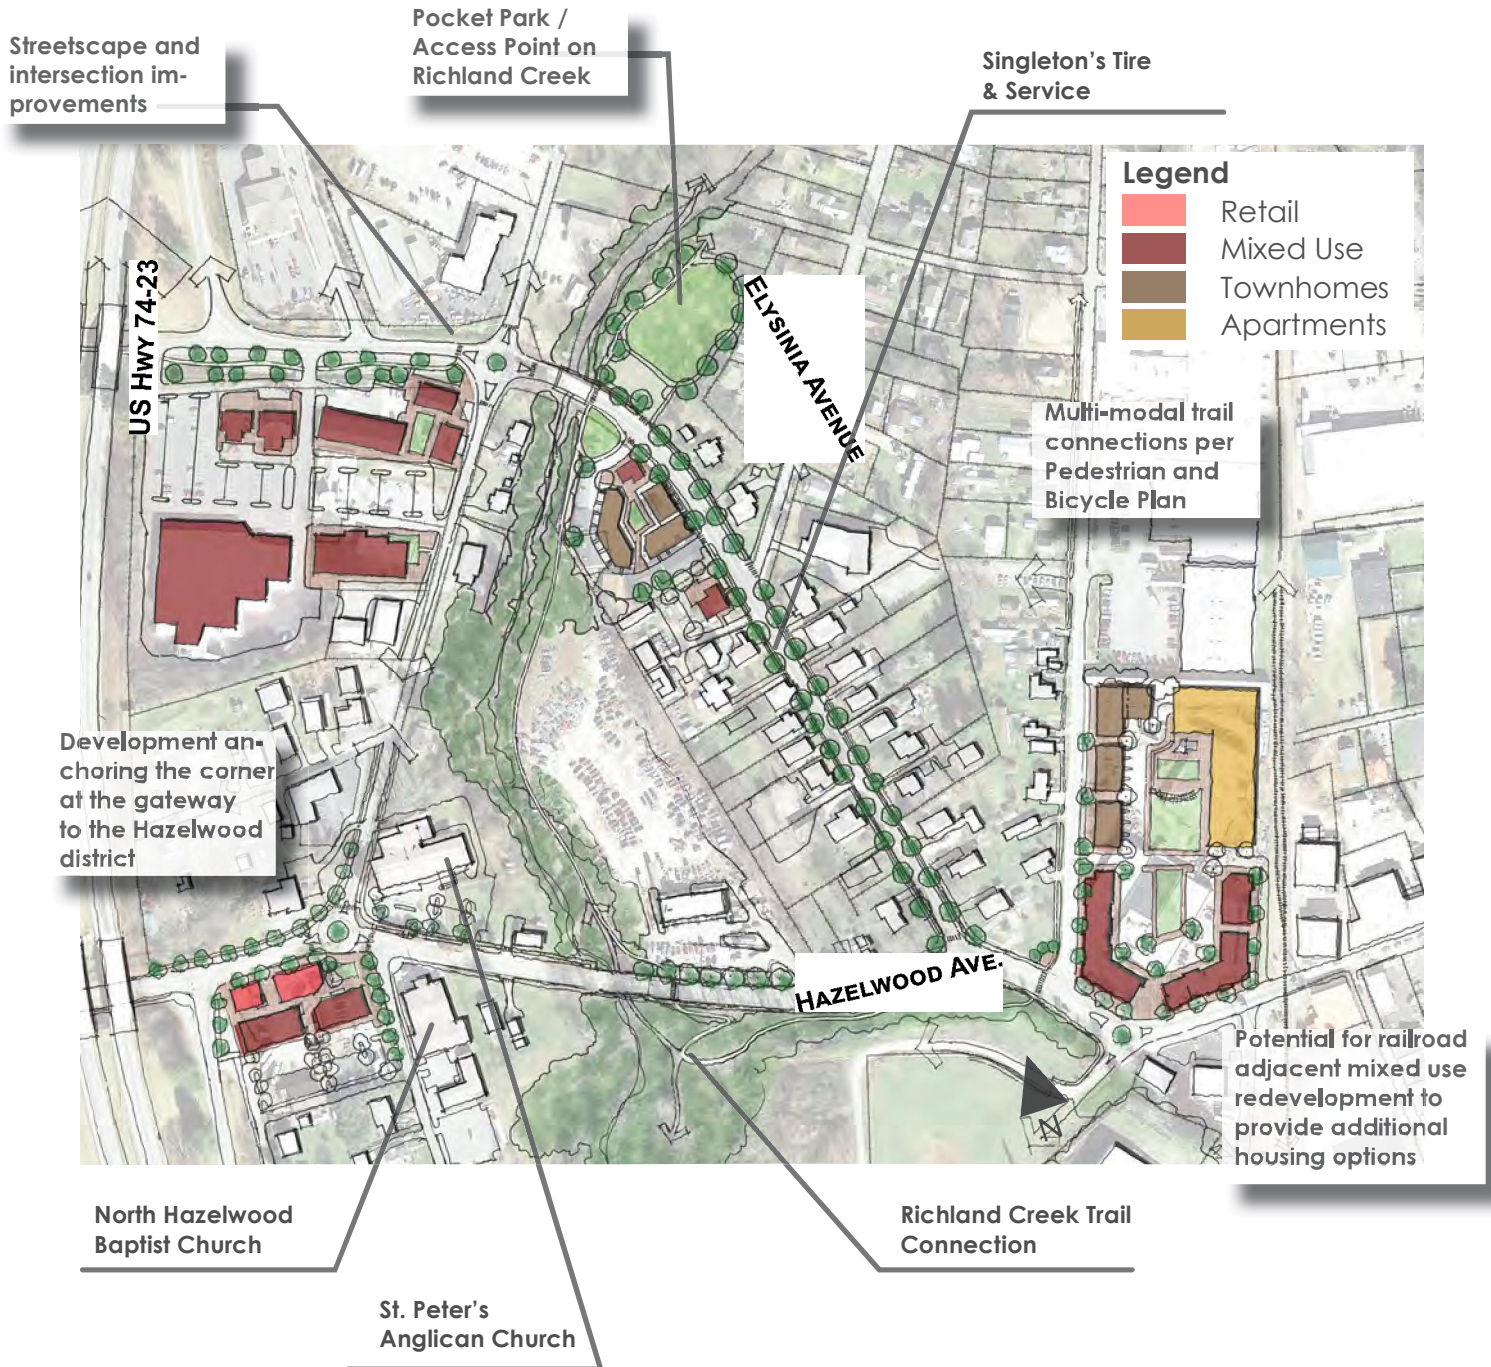 Pocket Park /
Access Point on
Richland Creek
Streetscape and
intersection im-
provements
Singleton's Tire
& Service
Legend
Retail
Mixed Use
Townhomes
Apartments
US Hwy 74-23
Elysinia Avenue
Multi-modal trail
connections per
Pedestrian and
Bicycle Plan
Development an-
choring the corner
at the gateway
to the Hazelwood
district
Hazelwood Ave.
N
Potential for railroad
adjacent mixed use
redevelopment to
provide additional
housing options
North Hazelwood
Baptist Church
Richland Creek Trail
Connection
St. Peter's
Anglican Church